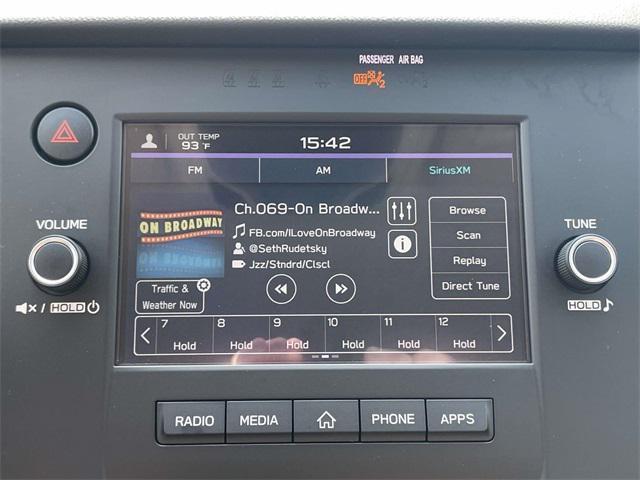 PASSENGER AIR BAG
OFF 2
OUT TEMP
93 °F
15:42
FM AM SiriusXM
ON BROADWAY
Ch.069-On Broadw...
FB.com/ILoveOnBroadway
@SethRudetsky
Jzz/Stndrd/Clscl
Browse
Scan
Replay
Direct Tune
i
Traffic &
Weather Now
7 8 9 10 11 12
Hold Hold Hold Hold Hold Hold
VOLUME
/ HOLD
TUNE
HOLD
RADIO MEDIA PHONE APPS